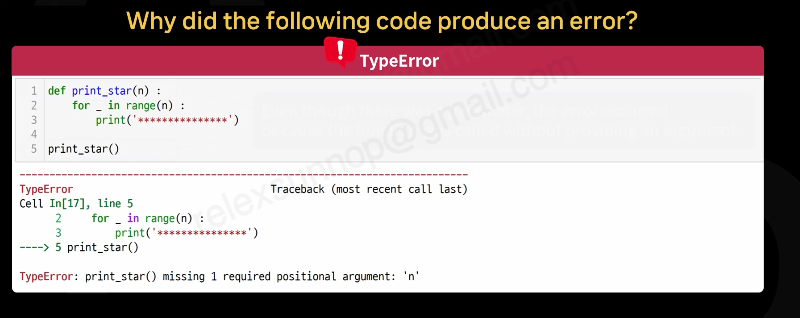 Why did the following code produce an error?
! TypeError
1 def print_star(n) :
2     for _ in range(n) :
3         print('***************')
4
5 print_star()
---------------------------------------------------------------------------
TypeError                                 Traceback (most recent call last)
Cell In[17], line 5
      2     for _ in range(n) :
      3         print('***************')
----> 5 print_star()
TypeError: print_star() missing 1 required positional argument: 'n'
relexsunnop@gmail.com